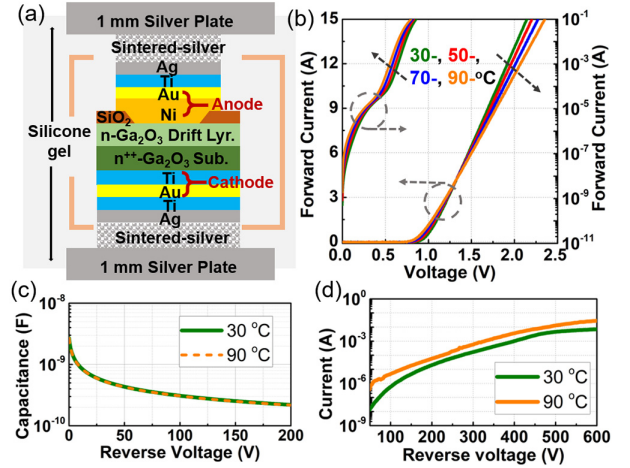 (a)
1 mm Silver Plate
Sintered-silver
Ag
Ti
Au
Anode
Ni
SiO₂
Silicone
gel
n-Ga₂O₃ Drift Lyr.
n⁺⁺-Ga₂O₃ Sub.
Ti
Cathode
Au
Ti
Ag
Sintered-silver
1 mm Silver Plate
(b)
15
12
9
6
3
0
Forward Current (A)
30-, 50-,
70-, 90-ºC
10⁻¹
10⁻³
10⁻⁵
10⁻⁷
10⁻⁹
10⁻¹¹
Forward Current (A)
0.0 0.5 1.0 1.5 2.0 2.5
Voltage (V)
(c)
10⁻⁸
10⁻⁹
10⁻¹⁰
Capacitance (F)
30 ºC
90 ºC
0 50 100 150 200
Reverse Voltage (V)
(d)
10⁰
10⁻³
10⁻⁶
10⁻⁹
Current (A)
30 ºC
90 ºC
100 200 300 400 500 600
Reverse voltage (V)